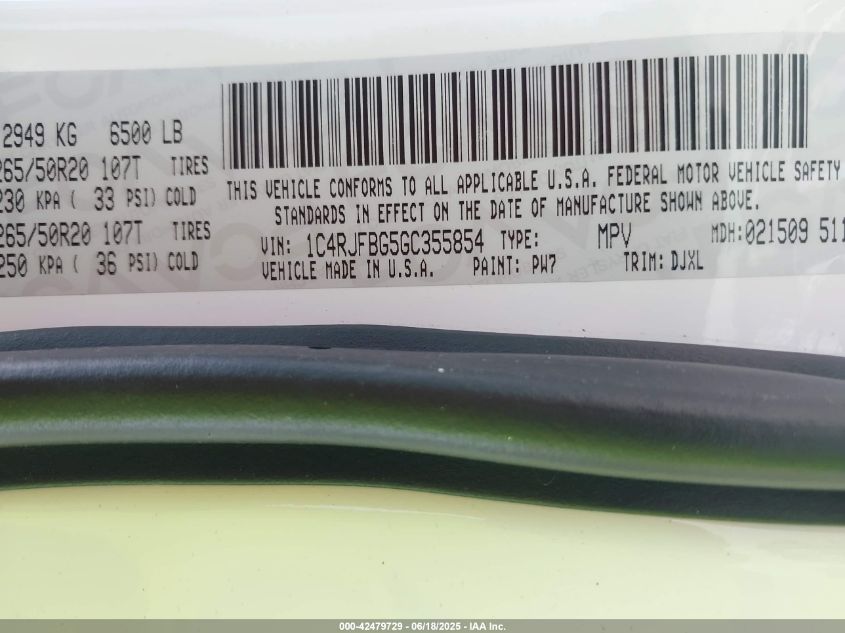 2949 KG 6500 LB
265/50R20 107T TIRES
230 KPA ( 33 PSI) COLD
265/50R20 107T TIRES
250 KPA ( 36 PSI) COLD
THIS VEHICLE CONFORMS TO ALL APPLICABLE U.S.A. FEDERAL MOTOR VEHICLE SAFETY
STANDARDS IN EFFECT ON THE DATE OF MANUFACTURE SHOWN ABOVE.
VIN: 1C4RJFBG5GC355854 TYPE: MPV MDH:021509 511
VEHICLE MADE IN U.S.A. PAINT: PW7 TRIM: DJXL
000-42479729 - 06/18/2025 - IAA Inc.